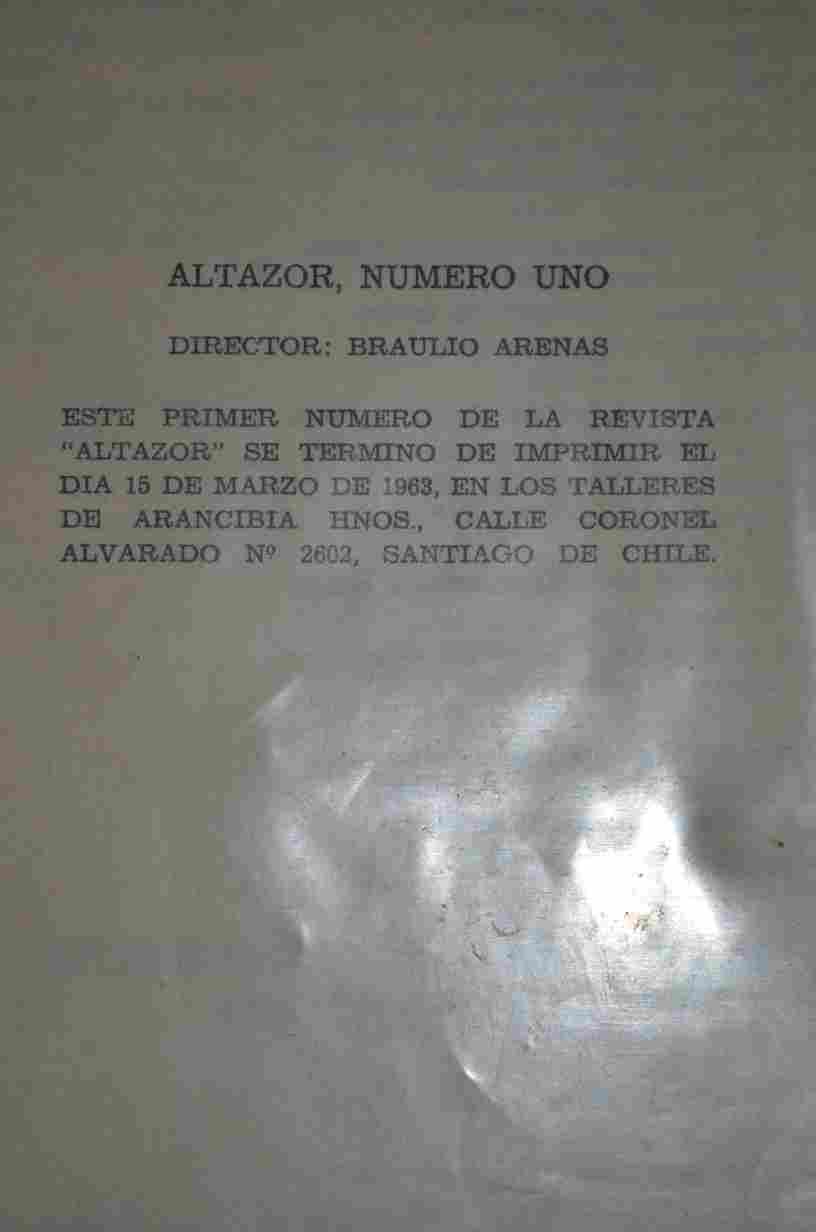 ALTAZOR, NUMERO UNO
DIRECTOR: BRAULIO ARENAS
ESTE PRIMER NUMERO DE LA REVISTA
“ALTAZOR” SE TERMINO DE IMPRIMIR EL
DIA 15 DE MARZO DE 1963, EN LOS TALLERES
DE ARANCIBIA HNOS., CALLE CORONEL
ALVARADO Nº 2602, SANTIAGO DE CHILE.